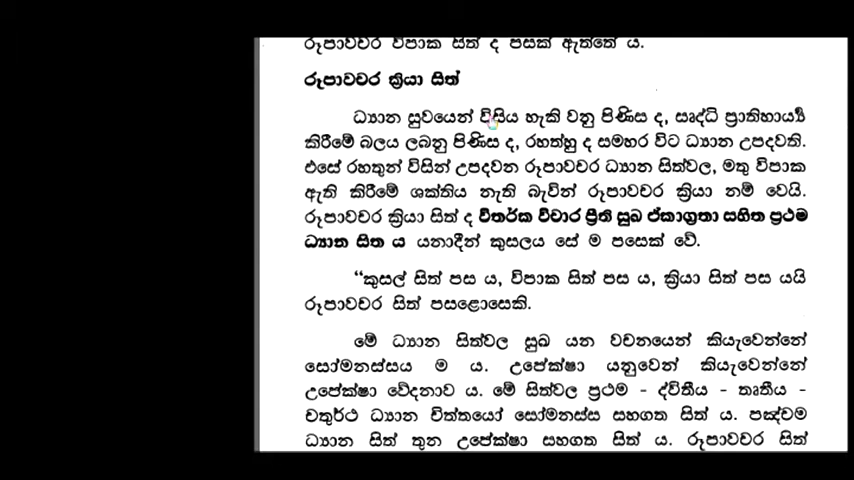 රූපාවචර විපාක සිත් ද පසක් ඇත්තේ ය.
රූපාවචර ක්‍රියා සිත්
ධ්‍යාන සුවයෙන් විසිය හැකි වනු පිණිස ද, සෘද්ධි ප්‍රාතිහාර්‍ය්‍ය
කිරීමේ බලය ලබනු පිණිස ද, රහත්හු ද සමහර විට ධ්‍යාන උපදවති.
එසේ රහතුන් විසින් උපදවන රූපාවචර ධ්‍යාන සිත්වල, මතු විපාක
ඇති කිරීමේ ශක්තිය නැති බැවින් රූපාවචර ක්‍රියා නම් වෙයි.
රූපාවචර ක්‍රියා සිත් ද විතර්ක විචාර ප්‍රීති සුඛ ඒකාග්‍රතා සහිත ප්‍රථම
ධ්‍යාන සිත ය යනාදීන් කුසලය සේ ම පසෙක් වේ.
“කුසල් සිත් පස ය, විපාක සිත් පස ය, ක්‍රියා සිත් පස යයි
රූපාවචර සිත් පසළොසෙකි.
මේ ධ්‍යාන සිත්වල සුඛ යන වචනයෙන් කියැවෙන්නේ
සෝමනස්සය ම ය. උපේක්ෂා යනුවෙන් කියැවෙන්නේ
උපේක්ෂා වේදනාව ය. මේ සිත්වල ප්‍රථම - ද්විතීය - තෘතීය -
චතුර්ථ ධ්‍යාන චිත්තයෝ සෝමනස්ස සහගත සිත් ය. පඤ්චම
ධ්‍යාන සිත් තුන උපේක්ෂා සහගත සිත් ය. රූපාවචර සිත්